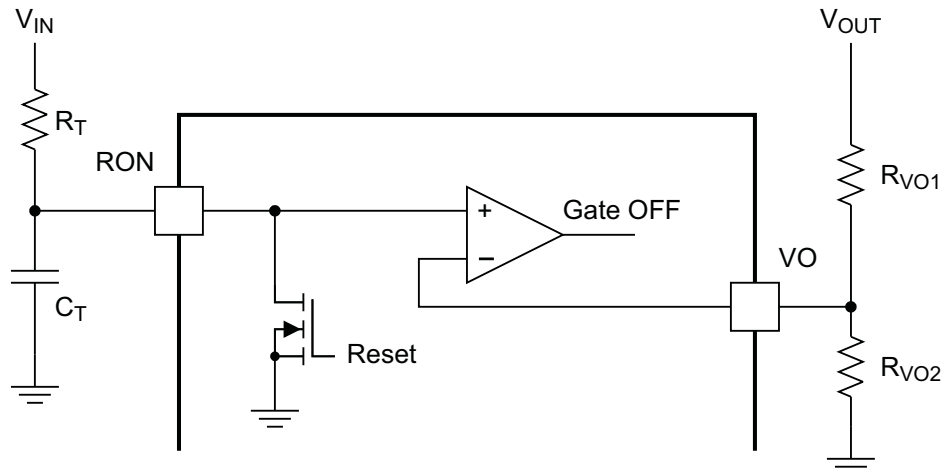 V_IN
V_OUT
R_T
RON
R_VO1
+
Gate OFF
−
VO
C_T
Reset
R_VO2